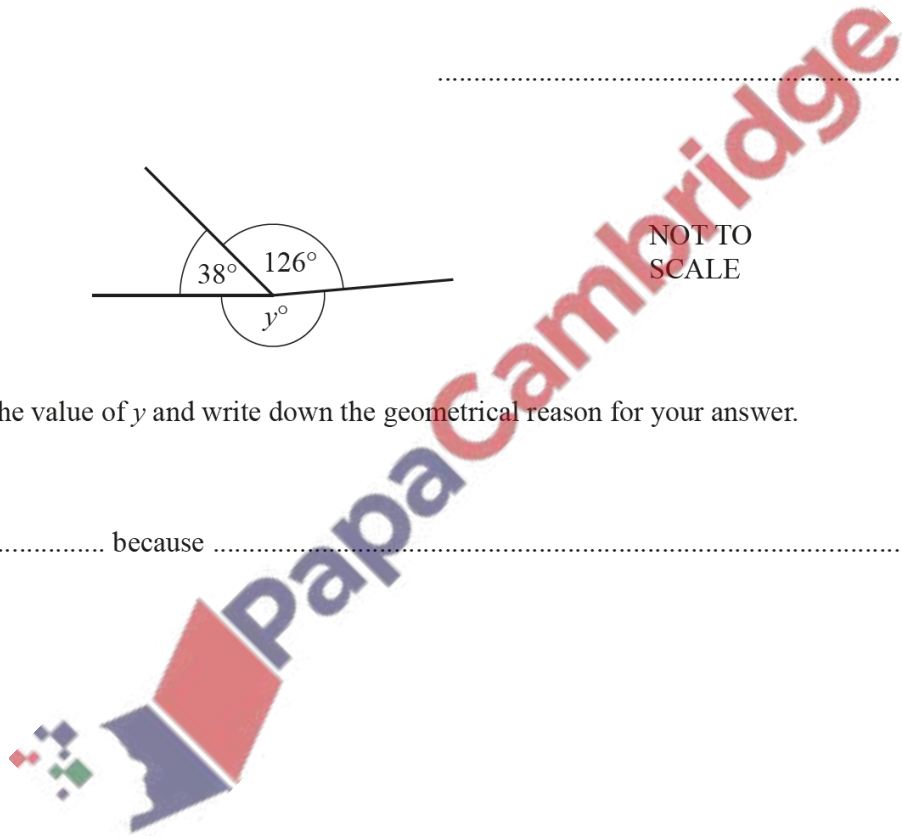 ....................................................................
38° 126°
NOT TO
SCALE
y°
he value of y and write down the geometrical reason for your answer.
............... because ....................................................................................................
PapaCambridge